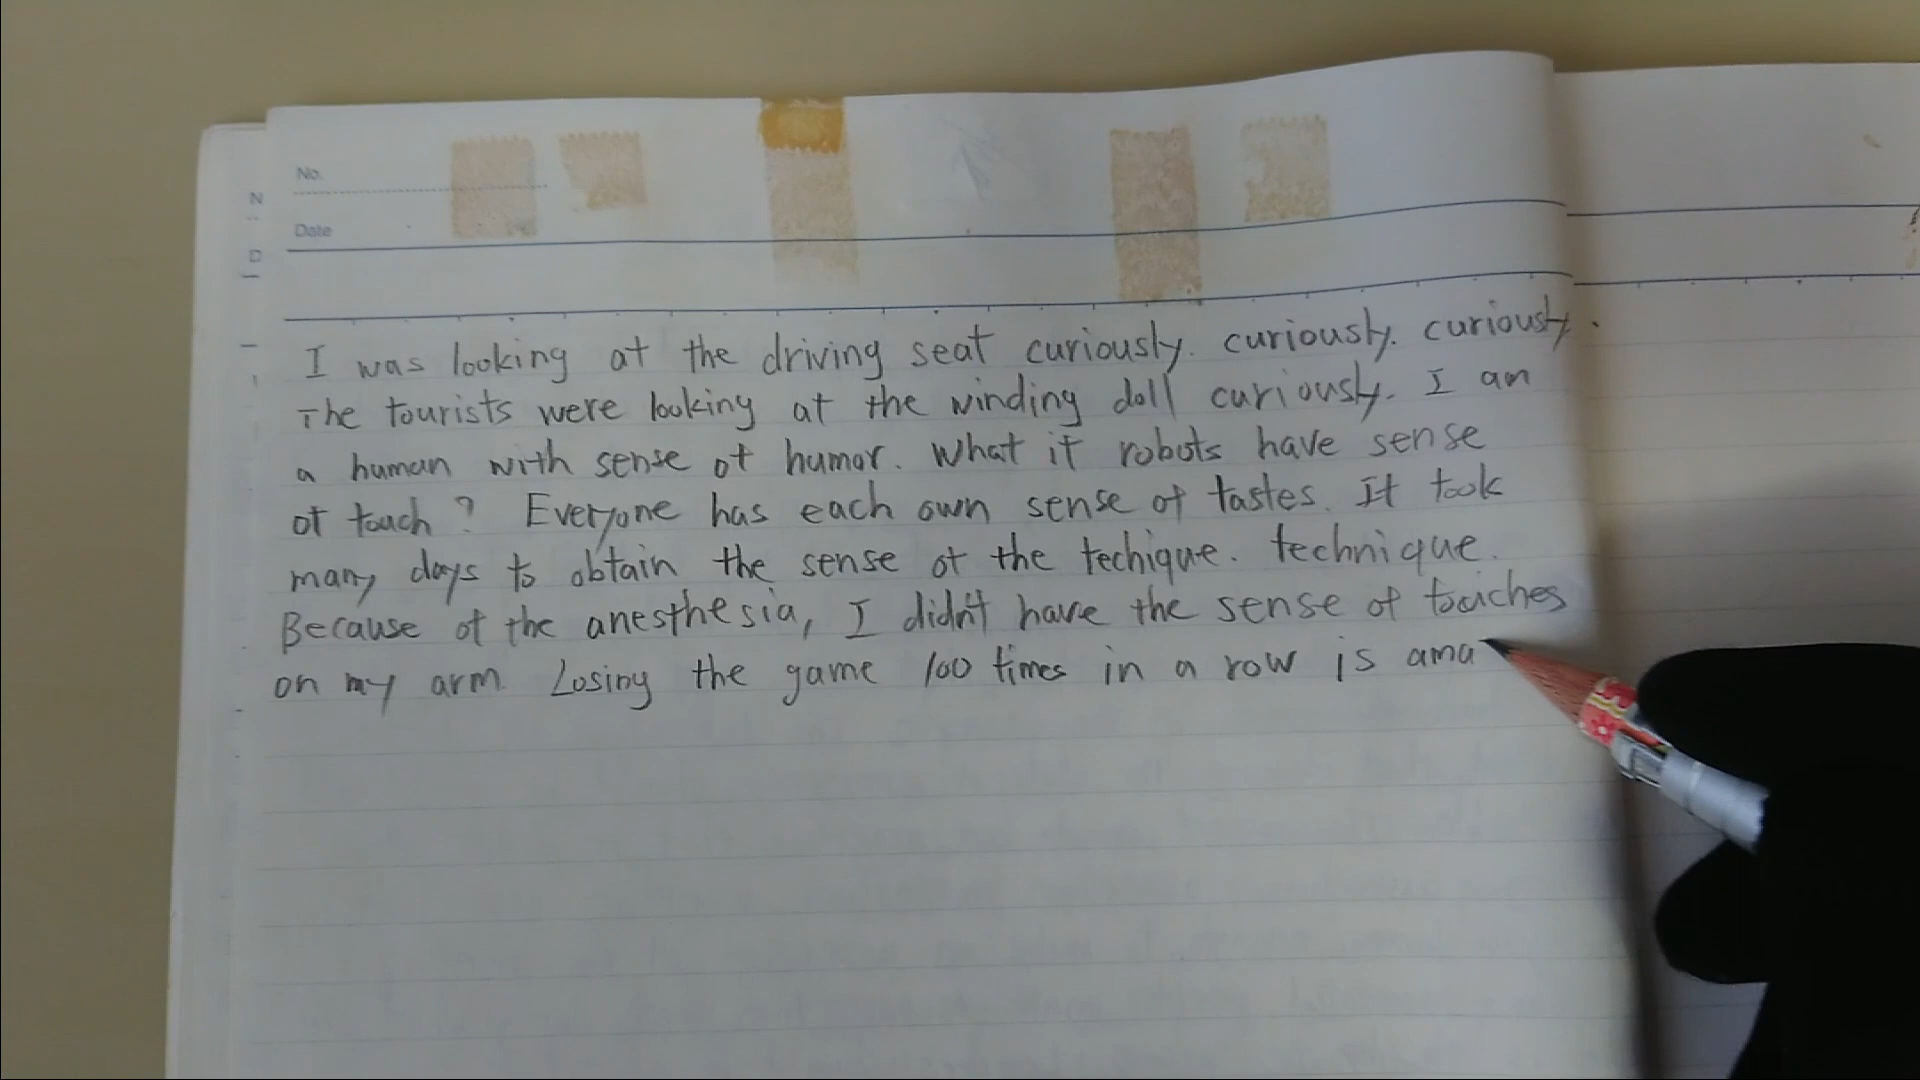 No.
Date
N
D
I was looking at the driving seat curiously. curiously. curiously.
The tourists were looking at the winding doll curiously. I am
a human with sense of humor. What if robots have sense
of touch? Everyone has each own sense of tastes. It took
many days to obtain the sense of the techique. technique.
Because of the anesthesia, I didn't have the sense of touches
on my arm. Losing the game 100 times in a row is ama